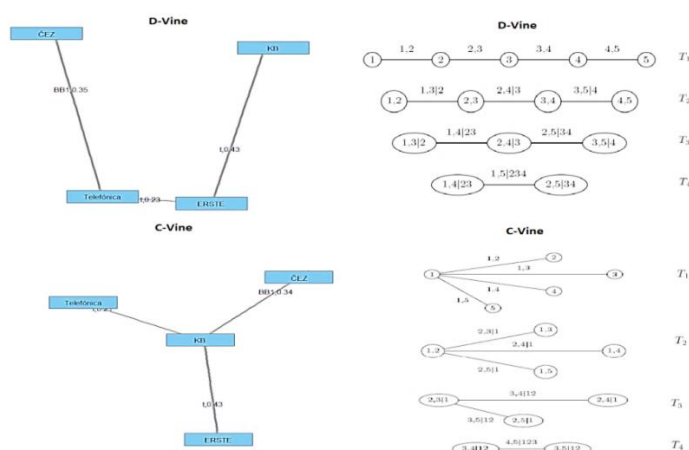 D-Vine
ČEZ
KB
BB1,0.35
t,0.43
Telefónica
t,0.23
ERSTE
C-Vine
ČEZ
Telefónica
BB1,0.34
KB
t,0.43
ERSTE
D-Vine
1 1,2 2 2,3 3 3,4 4 4,5 5 T₁
1,2 1,3|2 2,3 2,4|3 3,4 3,5|4 4,5 T₂
1,3|2 1,4|23 2,4|3 2,5|34 3,5|4 T₃
1,4|23 1,5|234 2,5|34
C-Vine
1 1,2 2
1,3 3 T₁
1,4 4
1,5 5
1,2 2,3|1 1,3 T₂
2,4|1 1,4
2,5|1 1,5
2,3|1 3,4|12 2,4|1 T₃
3,5|12 2,5|1
3,4|12 4,5|123 3,5|12 T₄